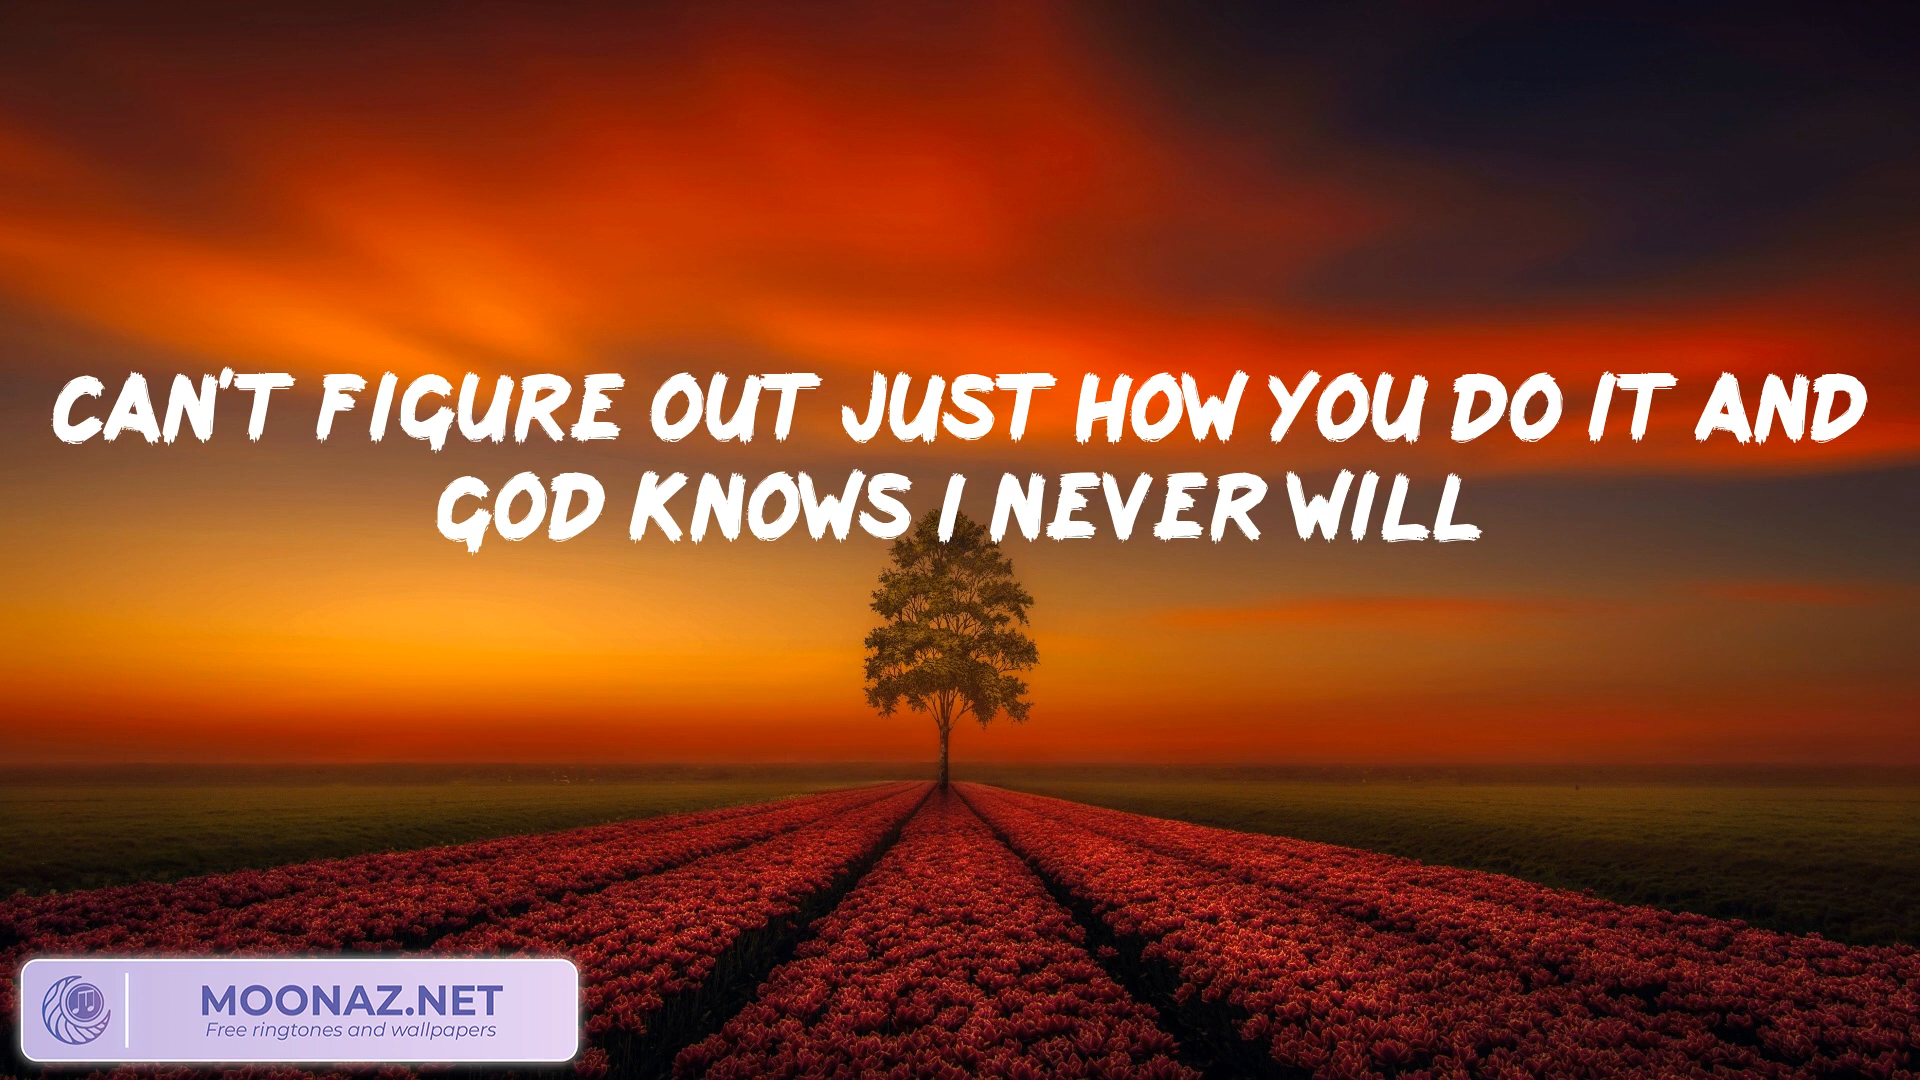 CAN'T FIGURE OUT JUST HOW YOU DO IT AND
GOD KNOWS I NEVER WILL
MOONAZ.NET
Free ringtones and wallpapers